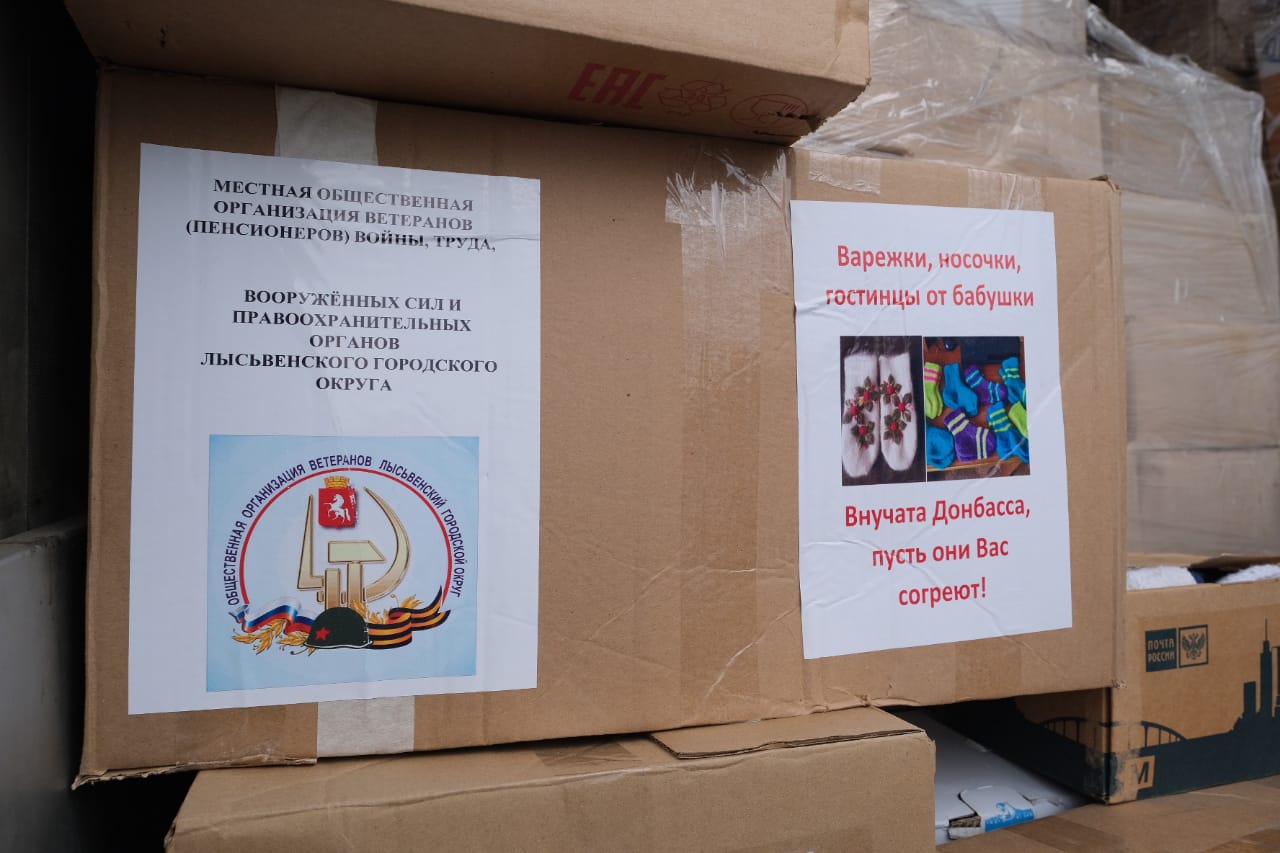 ЕАС
МЕСТНАЯ ОБЩЕСТВЕННАЯ
ОРГАНИЗАЦИЯ ВЕТЕРАНОВ
(ПЕНСИОНЕРОВ) ВОЙНЫ, ТРУДА,
ВООРУЖЁННЫХ СИЛ И
ПРАВООХРАНИТЕЛЬНЫХ
ОРГАНОВ
ЛЫСЬВЕНСКОГО ГОРОДСКОГО
ОКРУГА
ОБЩЕСТВЕННАЯ ОРГАНИЗАЦИЯ ВЕТЕРАНОВ ЛЫСЬВЕНСКИЙ ГОРОДСКОЙ ОКРУГ
Варежки, носочки,
гостинцы от бабушки
Внучата Донбасса,
пусть они Вас
согреют!
ПОЧТА
РОССИИ
М